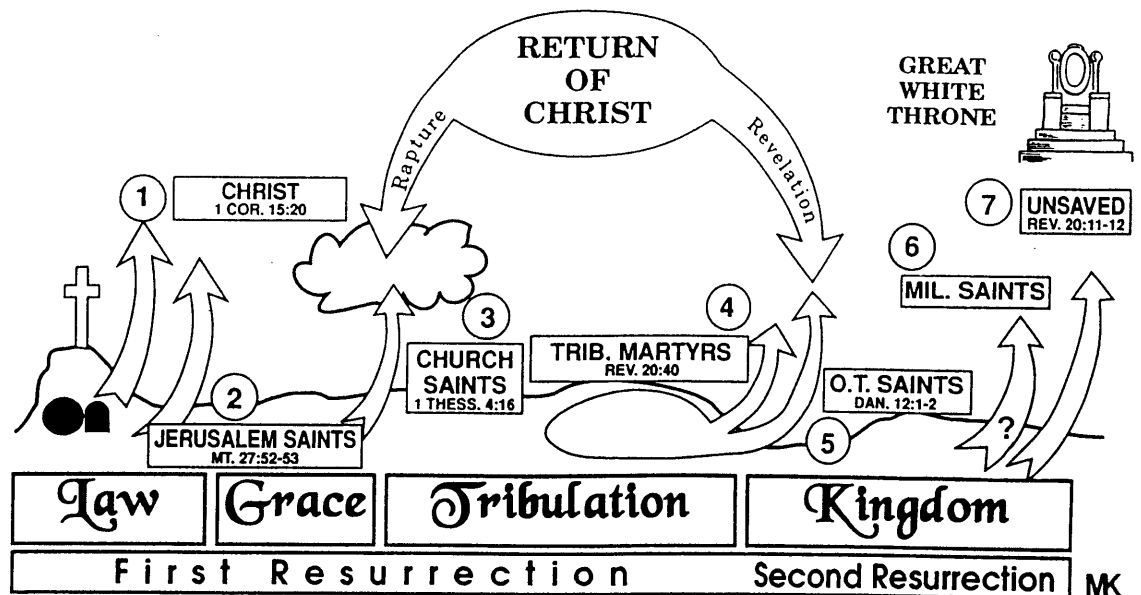 RETURN
OF
CHRIST
Rapture
Revelation
GREAT
WHITE
THRONE
1
CHRIST
1 COR. 15:20
2
JERUSALEM SAINTS
MT. 27:52-53
3
CHURCH
SAINTS
1 THESS. 4:16
4
TRIB. MARTYRS
REV. 20:40
5
O.T. SAINTS
DAN. 12:1-2
6
MIL. SAINTS
?
7
UNSAVED
REV. 20:11-12
Law
Grace
Tribulation
Kingdom
First Resurrection
Second Resurrection
MK